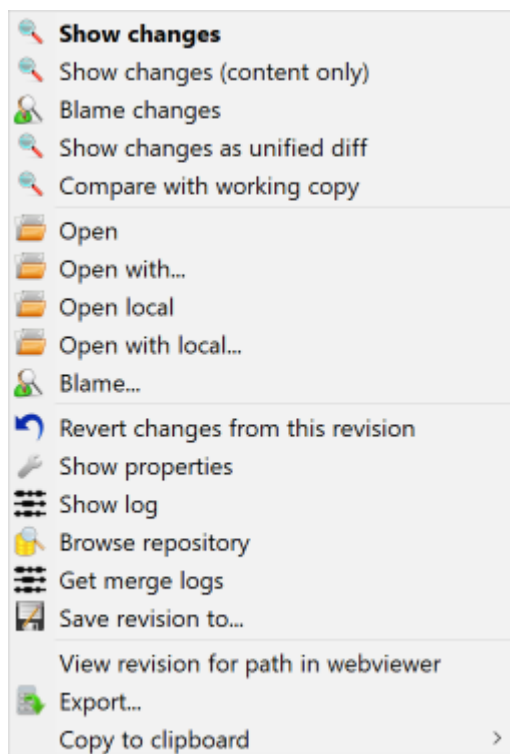 Show changes
Show changes (content only)
Blame changes
Show changes as unified diff
Compare with working copy
Open
Open with...
Open local
Open with local...
Blame...
Revert changes from this revision
Show properties
Show log
Browse repository
Get merge logs
Save revision to...
View revision for path in webviewer
Export...
Copy to clipboard